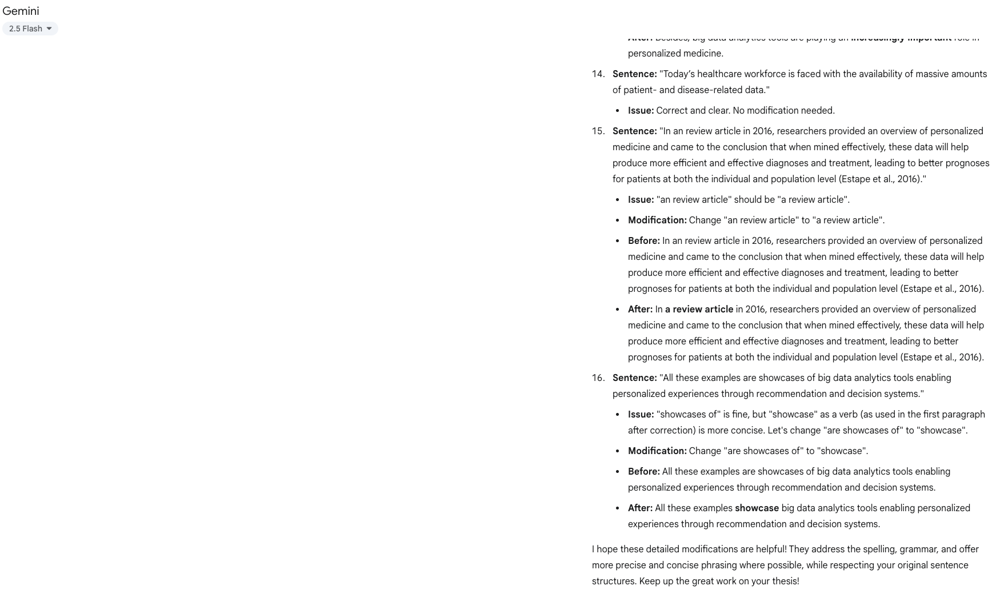 Gemini
2.5 Flash
After: Besides, big data analytics tools are playing an increasingly important role in
personalized medicine.
14. Sentence: "Today’s healthcare workforce is faced with the availability of massive amounts
of patient- and disease-related data."
• Issue: Correct and clear. No modification needed.
15. Sentence: "In an review article in 2016, researchers provided an overview of personalized
medicine and came to the conclusion that when mined effectively, these data will help
produce more efficient and effective diagnoses and treatment, leading to better prognoses
for patients at both the individual and population level (Estape et al., 2016)."
• Issue: "an review article" should be "a review article".
• Modification: Change "an review article" to "a review article".
• Before: In an review article in 2016, researchers provided an overview of personalized
medicine and came to the conclusion that when mined effectively, these data will help
produce more efficient and effective diagnoses and treatment, leading to better
prognoses for patients at both the individual and population level (Estape et al., 2016).
• After: In a review article in 2016, researchers provided an overview of personalized
medicine and came to the conclusion that when mined effectively, these data will help
produce more efficient and effective diagnoses and treatment, leading to better
prognoses for patients at both the individual and population level (Estape et al., 2016).
16. Sentence: "All these examples are showcases of big data analytics tools enabling
personalized experiences through recommendation and decision systems."
• Issue: "showcases of" is fine, but "showcase" as a verb (as used in the first paragraph
after correction) is more concise. Let's change "are showcases of" to "showcase".
• Modification: Change "are showcases of" to "showcase".
• Before: All these examples are showcases of big data analytics tools enabling
personalized experiences through recommendation and decision systems.
• After: All these examples showcase big data analytics tools enabling personalized
experiences through recommendation and decision systems.
I hope these detailed modifications are helpful! They address the spelling, grammar, and offer
more precise and concise phrasing where possible, while respecting your original sentence
structures. Keep up the great work on your thesis!